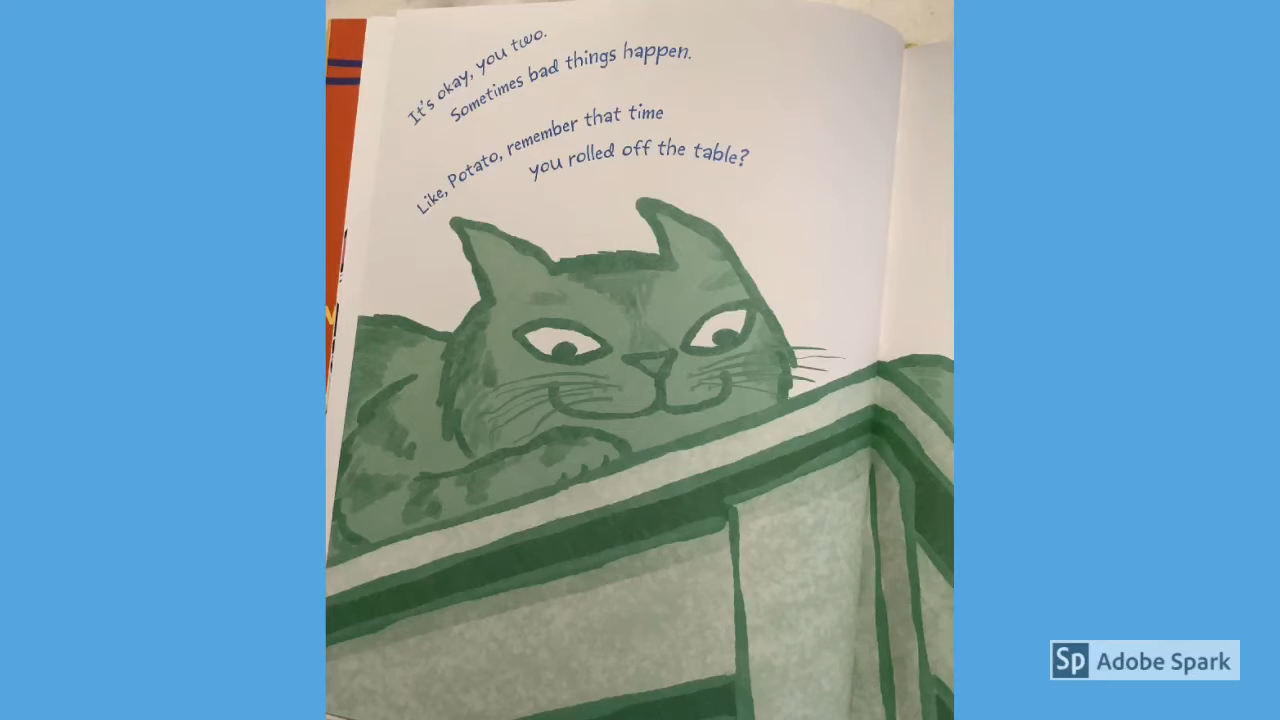 It's okay, you two.
Sometimes bad things happen.
Like, Potato, remember that time
you rolled off the table?
Sp Adobe Spark